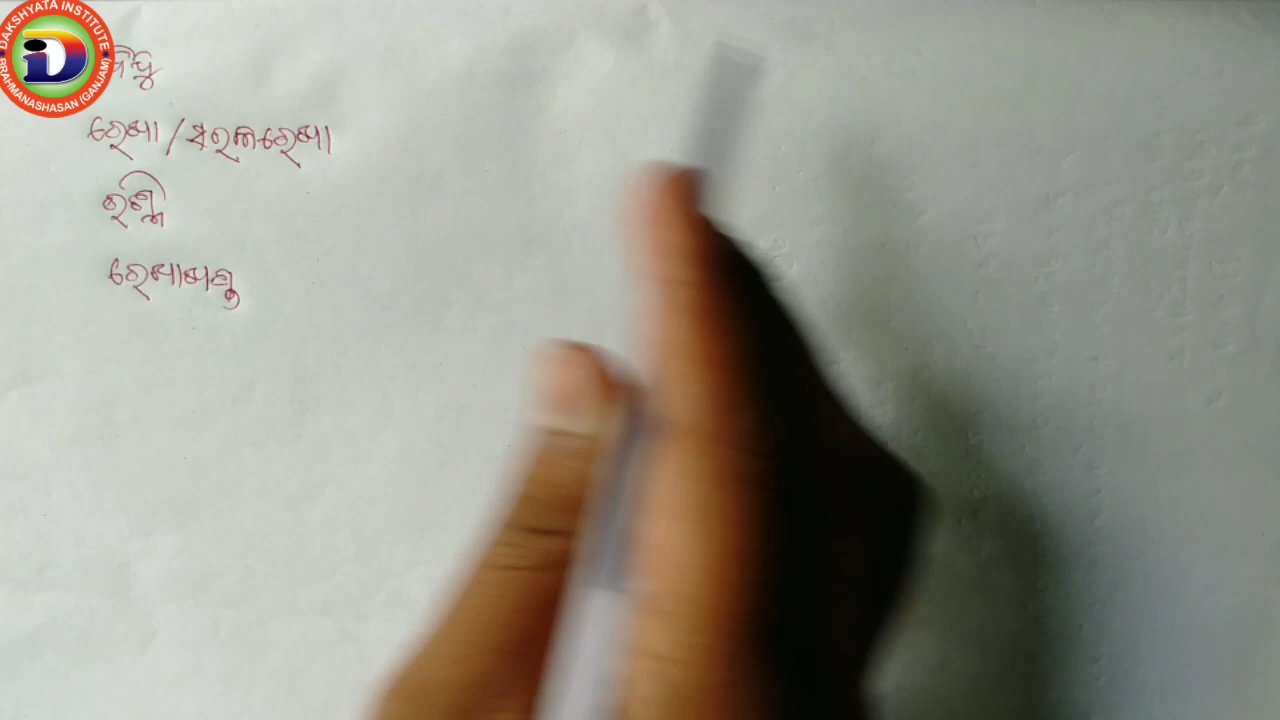 DAKSHYATA INSTITUTE
BRAHMANASHASAN (GANJAM)
ବିନ୍ଦୁ
ରେଖା / ସରଳରେଖା
ରଶ୍ମି
ରେଖାଖଣ୍ଡ